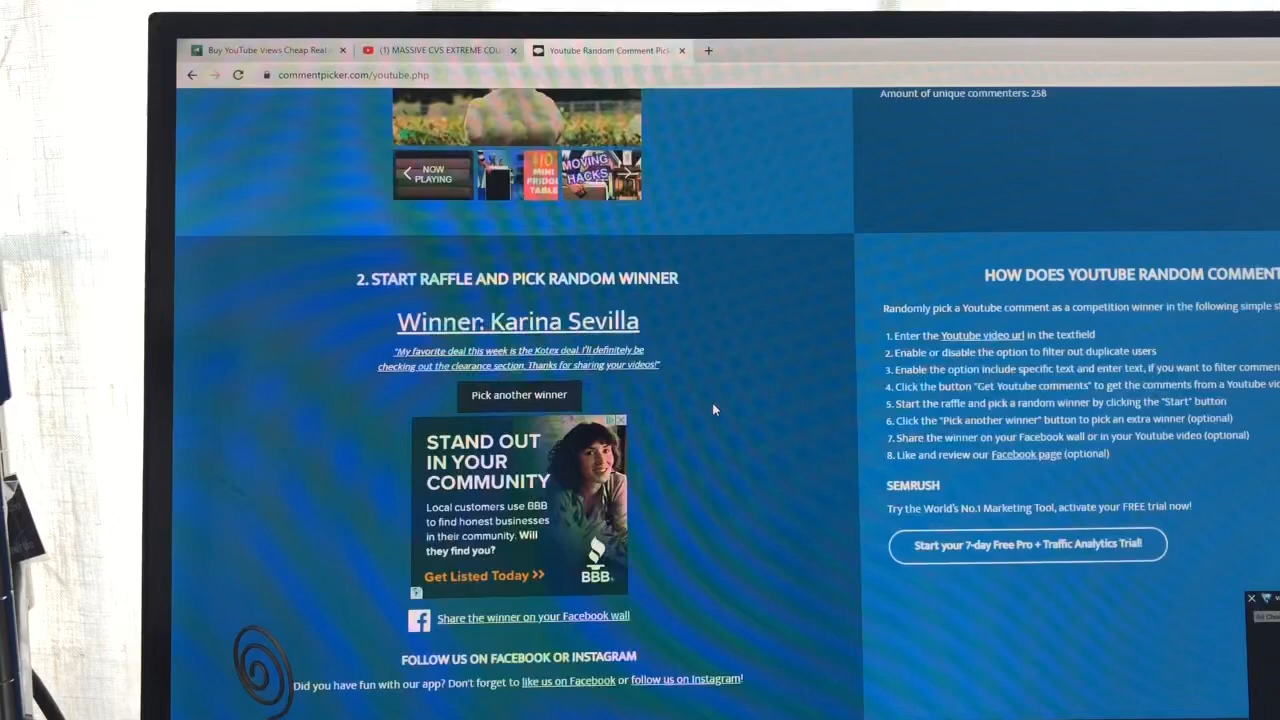 Buy YouTube Views Cheap Real
(1) MASSIVE CVS EXTREME COU
Youtube Random Comment Pick
commentpicker.com/youtube.php
NOW
PLAYING
$10
MINI
FRIDGE
TABLE
MOVING
HACKS
Amount of unique commenters: 258
2. START RAFFLE AND PICK RANDOM WINNER
Winner: Karina Sevilla
"My favorite deal this week is the Kotex deal. I'll definitely be
checking out the clearance section. Thanks for sharing your videos!"
Pick another winner
STAND OUT
IN YOUR
COMMUNITY
Local customers use BBB
to find honest businesses
in their community. Will
they find you?
Get Listed Today >>
BBB
Share the winner on your Facebook wall
FOLLOW US ON FACEBOOK OR INSTAGRAM
Did you have fun with our app? Don't forget to like us on Facebook or follow us on Instagram!
HOW DOES YOUTUBE RANDOM COMMENT
Randomly pick a Youtube comment as a competition winner in the following simple
1. Enter the Youtube video url in the textfield
2. Enable or disable the option to filter out duplicate users
3. Enable the option include specific text and enter text, if you want to filter commen
4. Click the button "Get Youtube comments" to get the comments from a Youtube
5. Start the raffle and pick a random winner by clicking the "Start" button
6. Click the "Pick another winner" button to pick an extra winner (optional)
7. Share the winner on your Facebook wall or in your Youtube video (optional)
8. Like and review our Facebook page (optional)
SEMRUSH
Try the World's No.1 Marketing Tool, activate your FREE trial now!
Start your 7-day Free Pro + Traffic Analytics Trial!